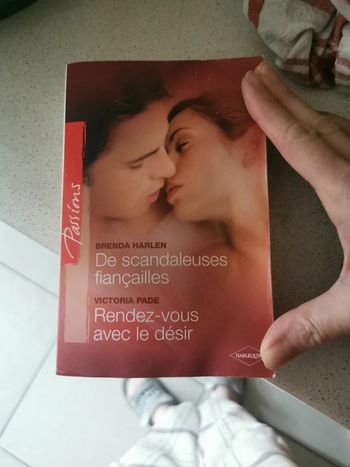 Passions
BRENDA HARLEN
De scandaleuses
fiançailles
VICTORIA PADE
Rendez-vous
avec le désir
HARLEQUIN